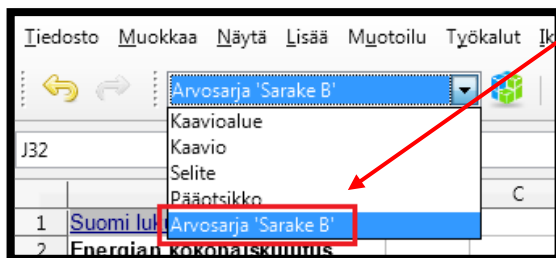 Tiedosto Muokkaa Näytä Lisää Muotoilu Työkalut
Arvosarja 'Sarake B'
Kaavioalue
J32 Kaavio
Selite
Pääotsikko C
1 Suomi Arvosarja 'Sarake B'
2 Energian kokonaiskulutus